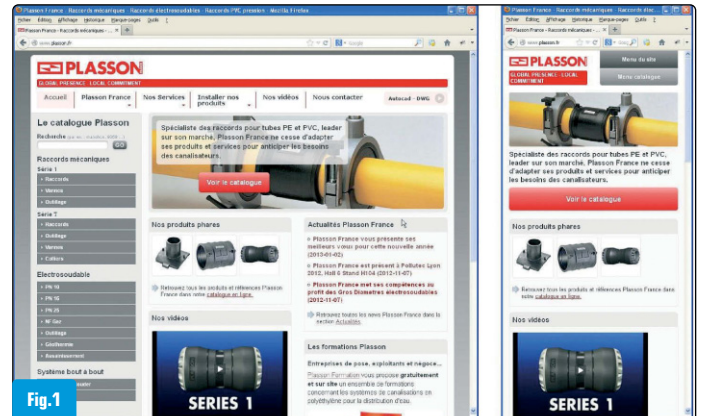 Plasson France - Raccords mécaniques - Raccords électrosoudables - Raccords PVC pression - Mozilla Firefox
Fichier Edition Affichage Historique Marque-pages Outils ?
Plasson France - Raccords mécaniques - ...
www.plasson.fr
PLASSON
GLOBAL PRESENCE - LOCAL COMMITMENT
Accueil
Plasson France
Nos Services
Installer nos
produits
Nos vidéos
Nous contacter
Autocad - DWG
Le catalogue Plasson
Recherche
GO
Raccords mécaniques
Série 1
Raccords
Vannes
Outillage
Série 7
Raccords
Outillage
Vannes
Colliers
Electrosoudable
PN 10
PN 16
PN 25
NF Gaz
Outillage
Géothermie
Assainissement
Système bout à bout
Spécialiste des raccords pour tubes PE et PVC, leader
sur son marché, Plasson France ne cesse d'adapter
ses produits et services pour anticiper les besoins
des canalisateurs.
Voir le catalogue
Nos produits phares
Retrouvez tous les produits et références Plasson
France dans notre catalogue en ligne.
Nos vidéos
SERIES 1
Actualités Plasson France
Plasson France vous présente ses
meilleurs vœux pour cette nouvelle année
(2013-01-02)
Plasson France est présent à Pollutec Lyon
2012, Hall 6 Stand H104 (2012-11-07)
Plasson France met ses compétences au
profit des Gros Diametres électrosoudables
(2012-11-07)
Retrouvez toutes les news Plasson France dans la
section Actualités.
Les formations Plasson
Entreprises de pose, exploitants et négoce...
Plasson Formation vous propose gratuitement
et sur site un ensemble de formations
concernant les systèmes de canalisations en
polyéthylène pour la distribution d'eau.
Plasson France - Raccords mécaniques - Raccords élec...
Fichier Edition Affichage Historique Marque-pages Outils ?
Plasson France - Raccords mécaniques - ...
www.plasson.fr
PLASSON
GLOBAL PRESENCE - LOCAL
COMMITMENT
Menu du site
Menu catalogue
Spécialiste des raccords pour tubes PE et PVC,
leader sur son marché, Plasson France ne cesse
d'adapter ses produits et services pour anticiper
les besoins des canalisateurs.
Voir le catalogue
Nos produits phares
Retrouvez tous les produits et références Plasson France dans
notre catalogue en ligne.
Nos vidéos
SERIES 1
Fig.1